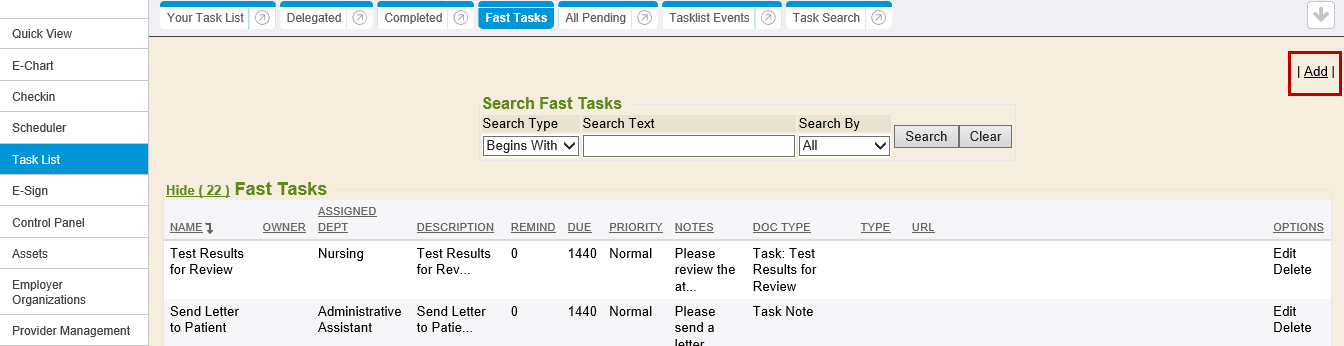 Your Task List Delegated Completed Fast Tasks All Pending Tasklist Events Task Search
Quick View
E-Chart
Checkin
Scheduler
Task List
E-Sign
Control Panel
Assets
Employer
Organizations
Provider Management
| Add |
Search Fast Tasks
Search Type Search Text Search By
Begins With All Search Clear
Hide ( 22 ) Fast Tasks
NAME OWNER ASSIGNED DEPT DESCRIPTION REMIND DUE PRIORITY NOTES DOC TYPE TYPE URL OPTIONS
Test Results Nursing Test Results 0 1440 Normal Please Task: Test Edit
for Review for Rev... review the Results for Delete
at... Review
Send Letter Administrative Send Letter 0 1440 Normal Please Task Note Edit
to Patient Assistant to Patie... send a Delete
letter